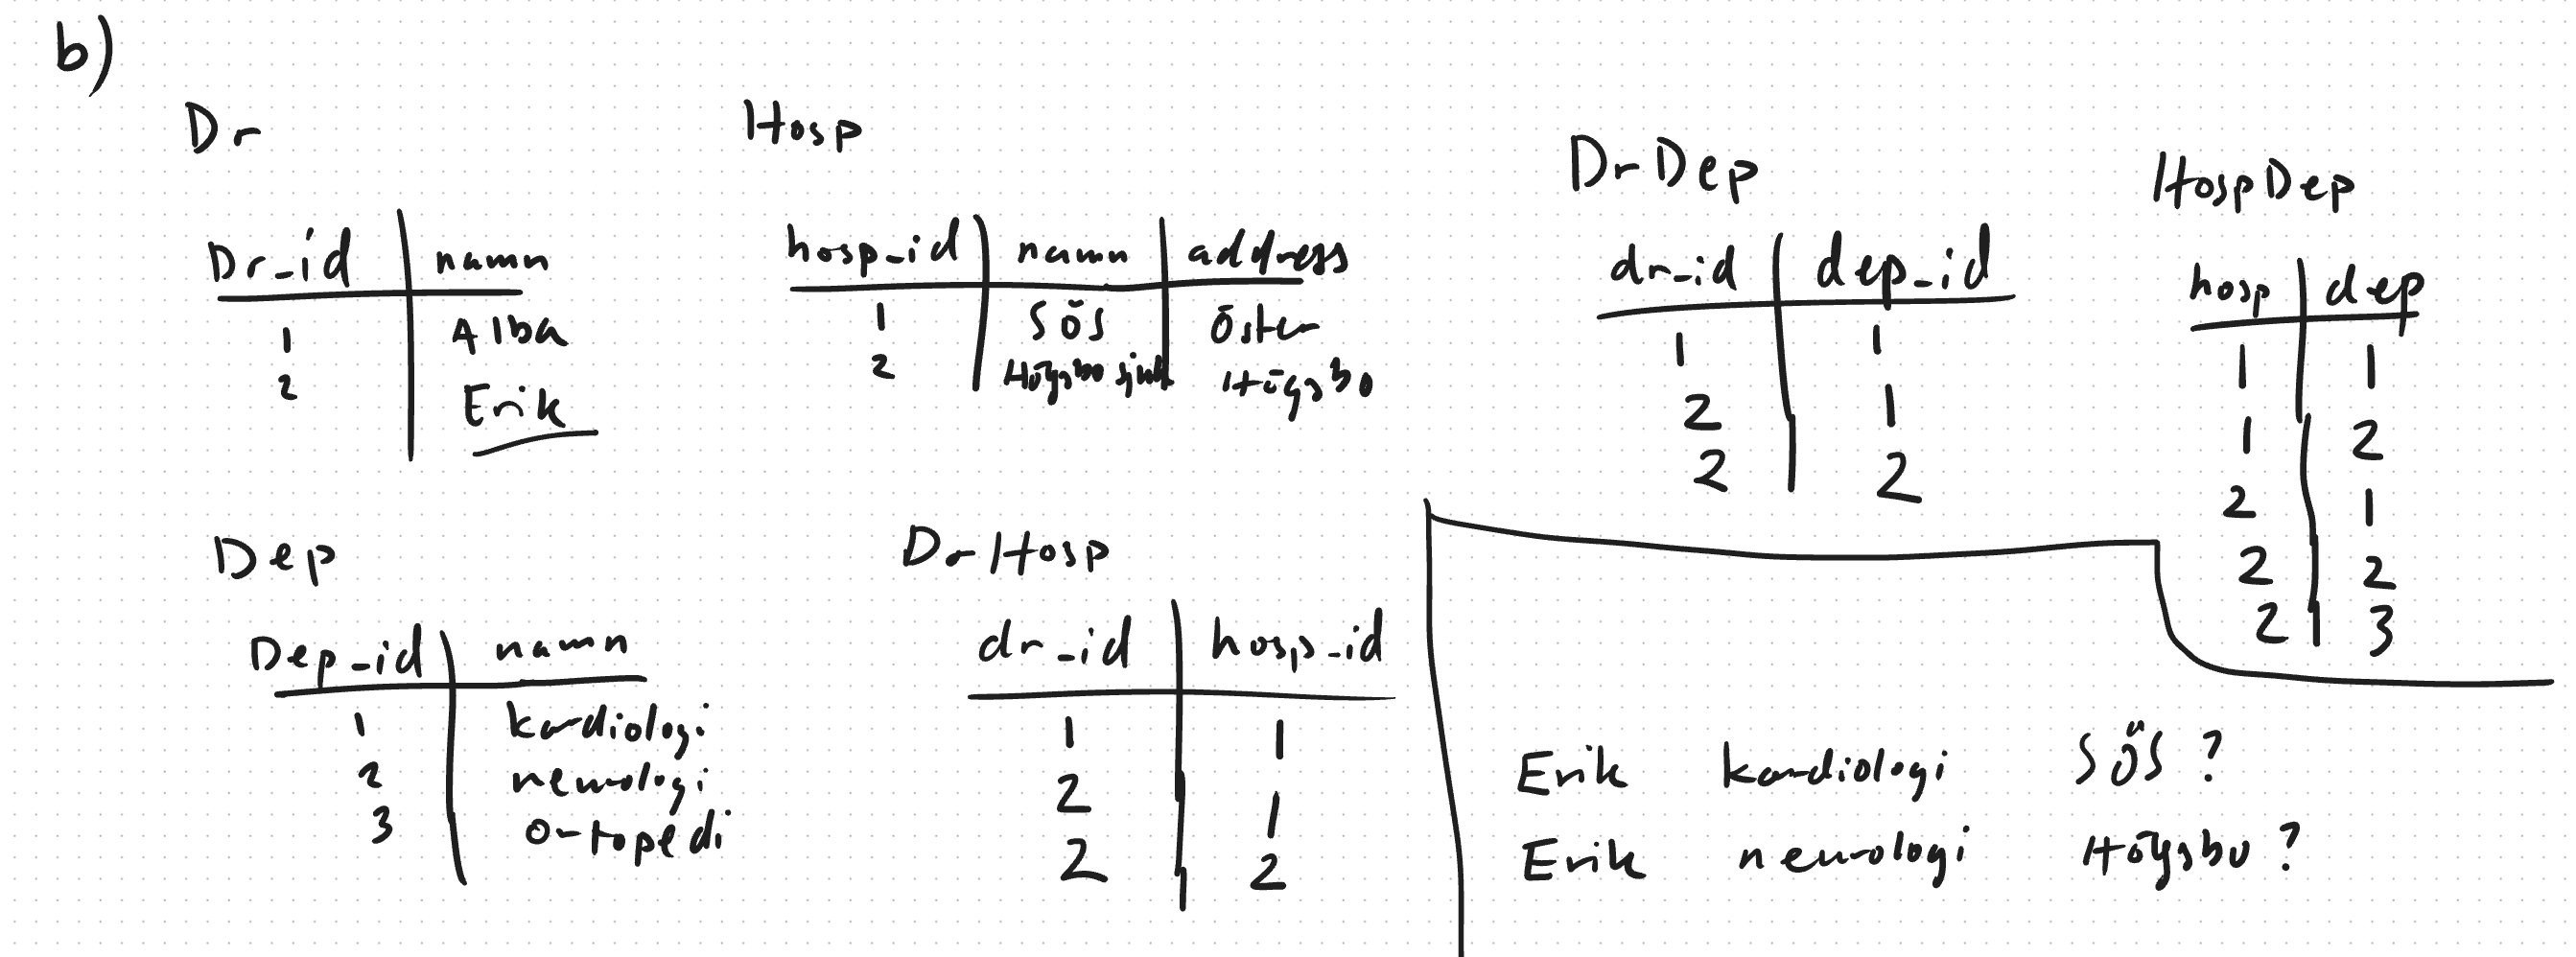 b)
Dr
Dr_id namn
1 Alba
2 Erik
Hosp
hosp_id namn address
1 SÖS Öster
2 Högsbo sjuk Högsbo
DrDep
dr_id dep_id
1 1
2 1
2 2
HospDep
hosp dep
1 1
1 2
2 1
2 2
2 3
Dep
Dep_id namn
1 kardiologi
2 neurologi
3 ortopedi
DrHosp
dr_id hosp_id
1 1
2 1
2 2
Erik kardiologi SÖS ?
Erik neurologi Högsbo ?